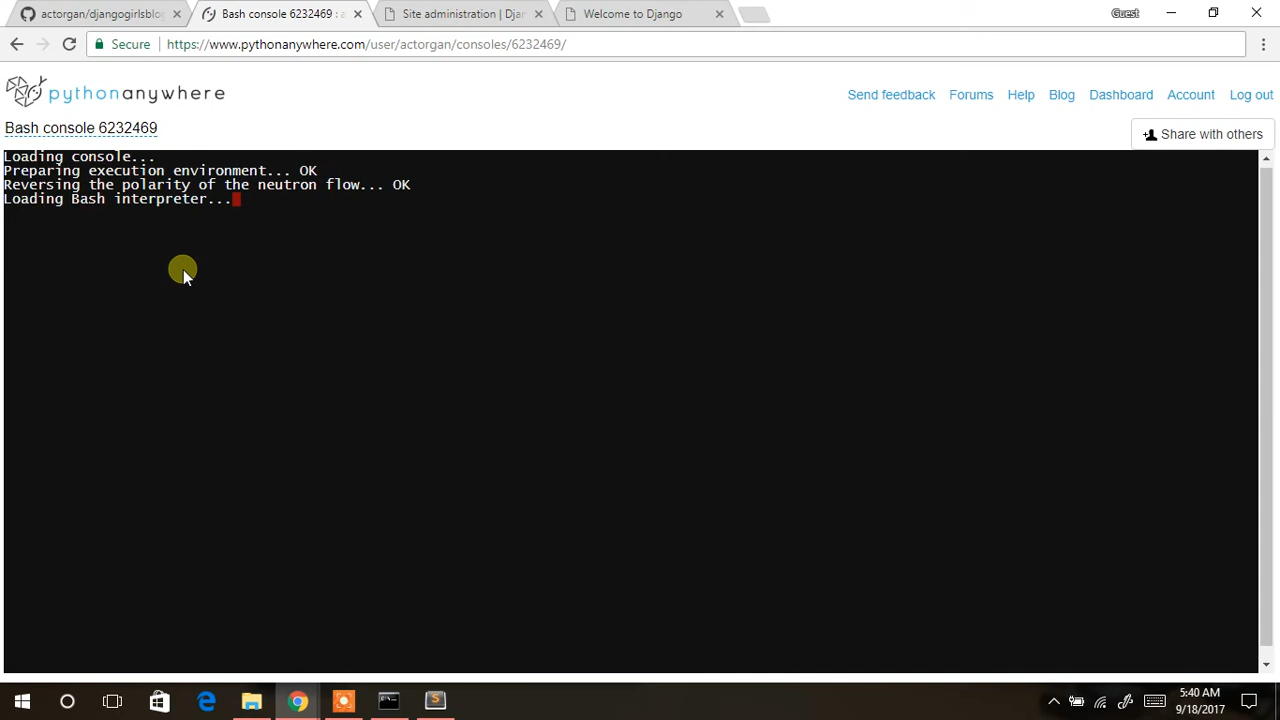 actorgan/djangogirlsblog
Bash console 6232469 : a
Site administration | Djan
Welcome to Django
Guest
Secure
https://www.pythonanywhere.com/user/actorgan/consoles/6232469/
pythonanywhere
Send feedback Forums Help Blog Dashboard Account Log out
Bash console 6232469
Share with others
Loading console...
Preparing execution environment... OK
Reversing the polarity of the neutron flow... OK
Loading Bash interpreter...
5:40 AM
9/18/2017